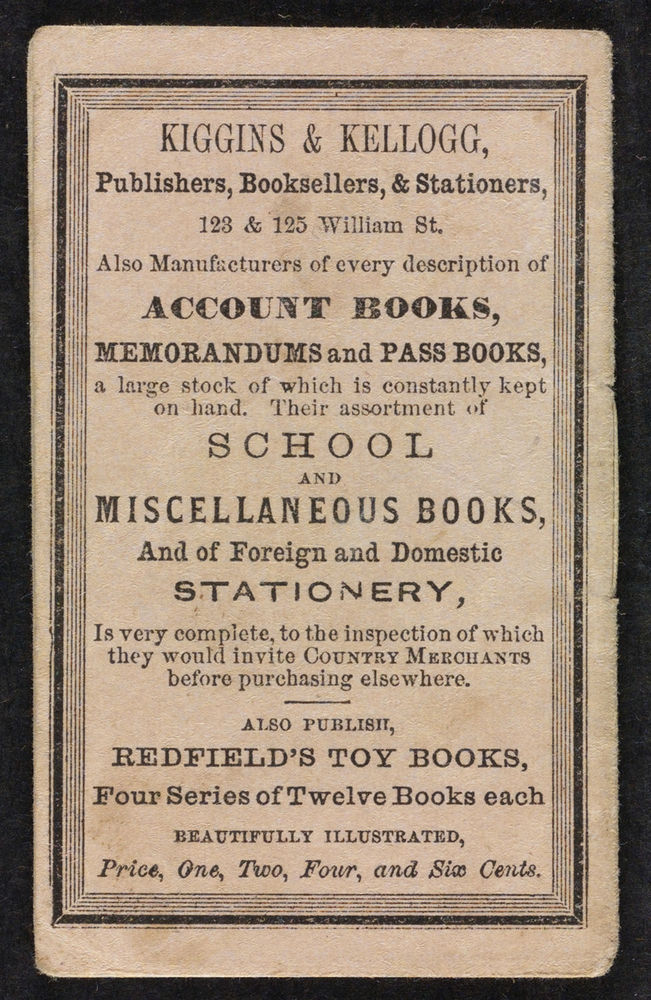 KIGGINS & KELLOGG,
Publishers, Booksellers, & Stationers,
123 & 125 William St.
Also Manufacturers of every description of
ACCOUNT BOOKS,
MEMORANDUMS and PASS BOOKS,
a large stock of which is constantly kept
on hand. Their assortment of
SCHOOL
AND
MISCELLANEOUS BOOKS,
And of Foreign and Domestic
STATIONERY,
Is very complete, to the inspection of which
they would invite COUNTRY MERCHANTS
before purchasing elsewhere.
ALSO PUBLISH,
REDFIELD'S TOY BOOKS,
Four Series of Twelve Books each
BEAUTIFULLY ILLUSTRATED,
Price, One, Two, Four, and Six Cents.